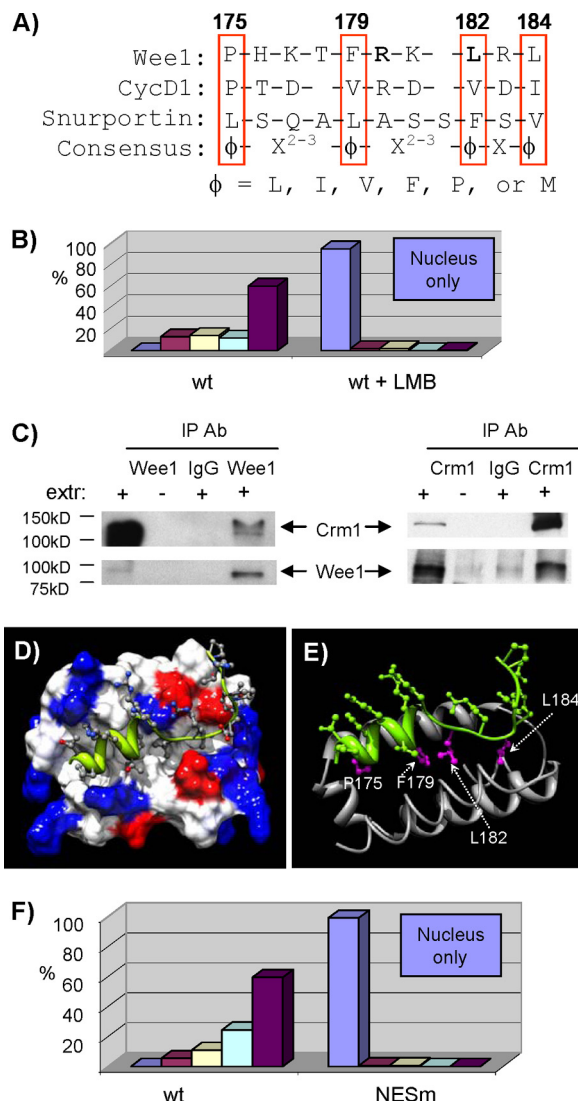 A)
175 179 182 184
Wee1: P-H-K-T-F-R-K- -L-R-L
CycD1: P-T-D- -V-R-D- -V-D-I
Snurportin: L-S-Q-A-L-A-S-S-F-S-V
Consensus: ϕ- X2-3 -ϕ- X2-3 -ϕ-X-ϕ
ϕ = L, I, V, F, P, or M
B)
100
80
%
60
40
20
Nucleus
only
wt wt + LMB
C)
IP Ab IP Ab
Wee1 IgG Wee1 Crm1 IgG Crm1
extr: + - + + + - + +
150kD
Crm1
100kD
100kD
Wee1
75kD
D) E)
L184
P175 F179
L182
F)
100
80
%
60
40
20
Nucleus
only
wt NESm